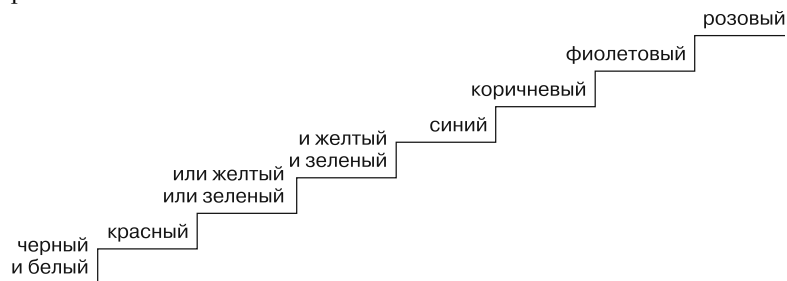 розовый
фиолетовый
коричневый
синий
и желтый
и зеленый
или желтый
или зеленый
красный
черный
и белый